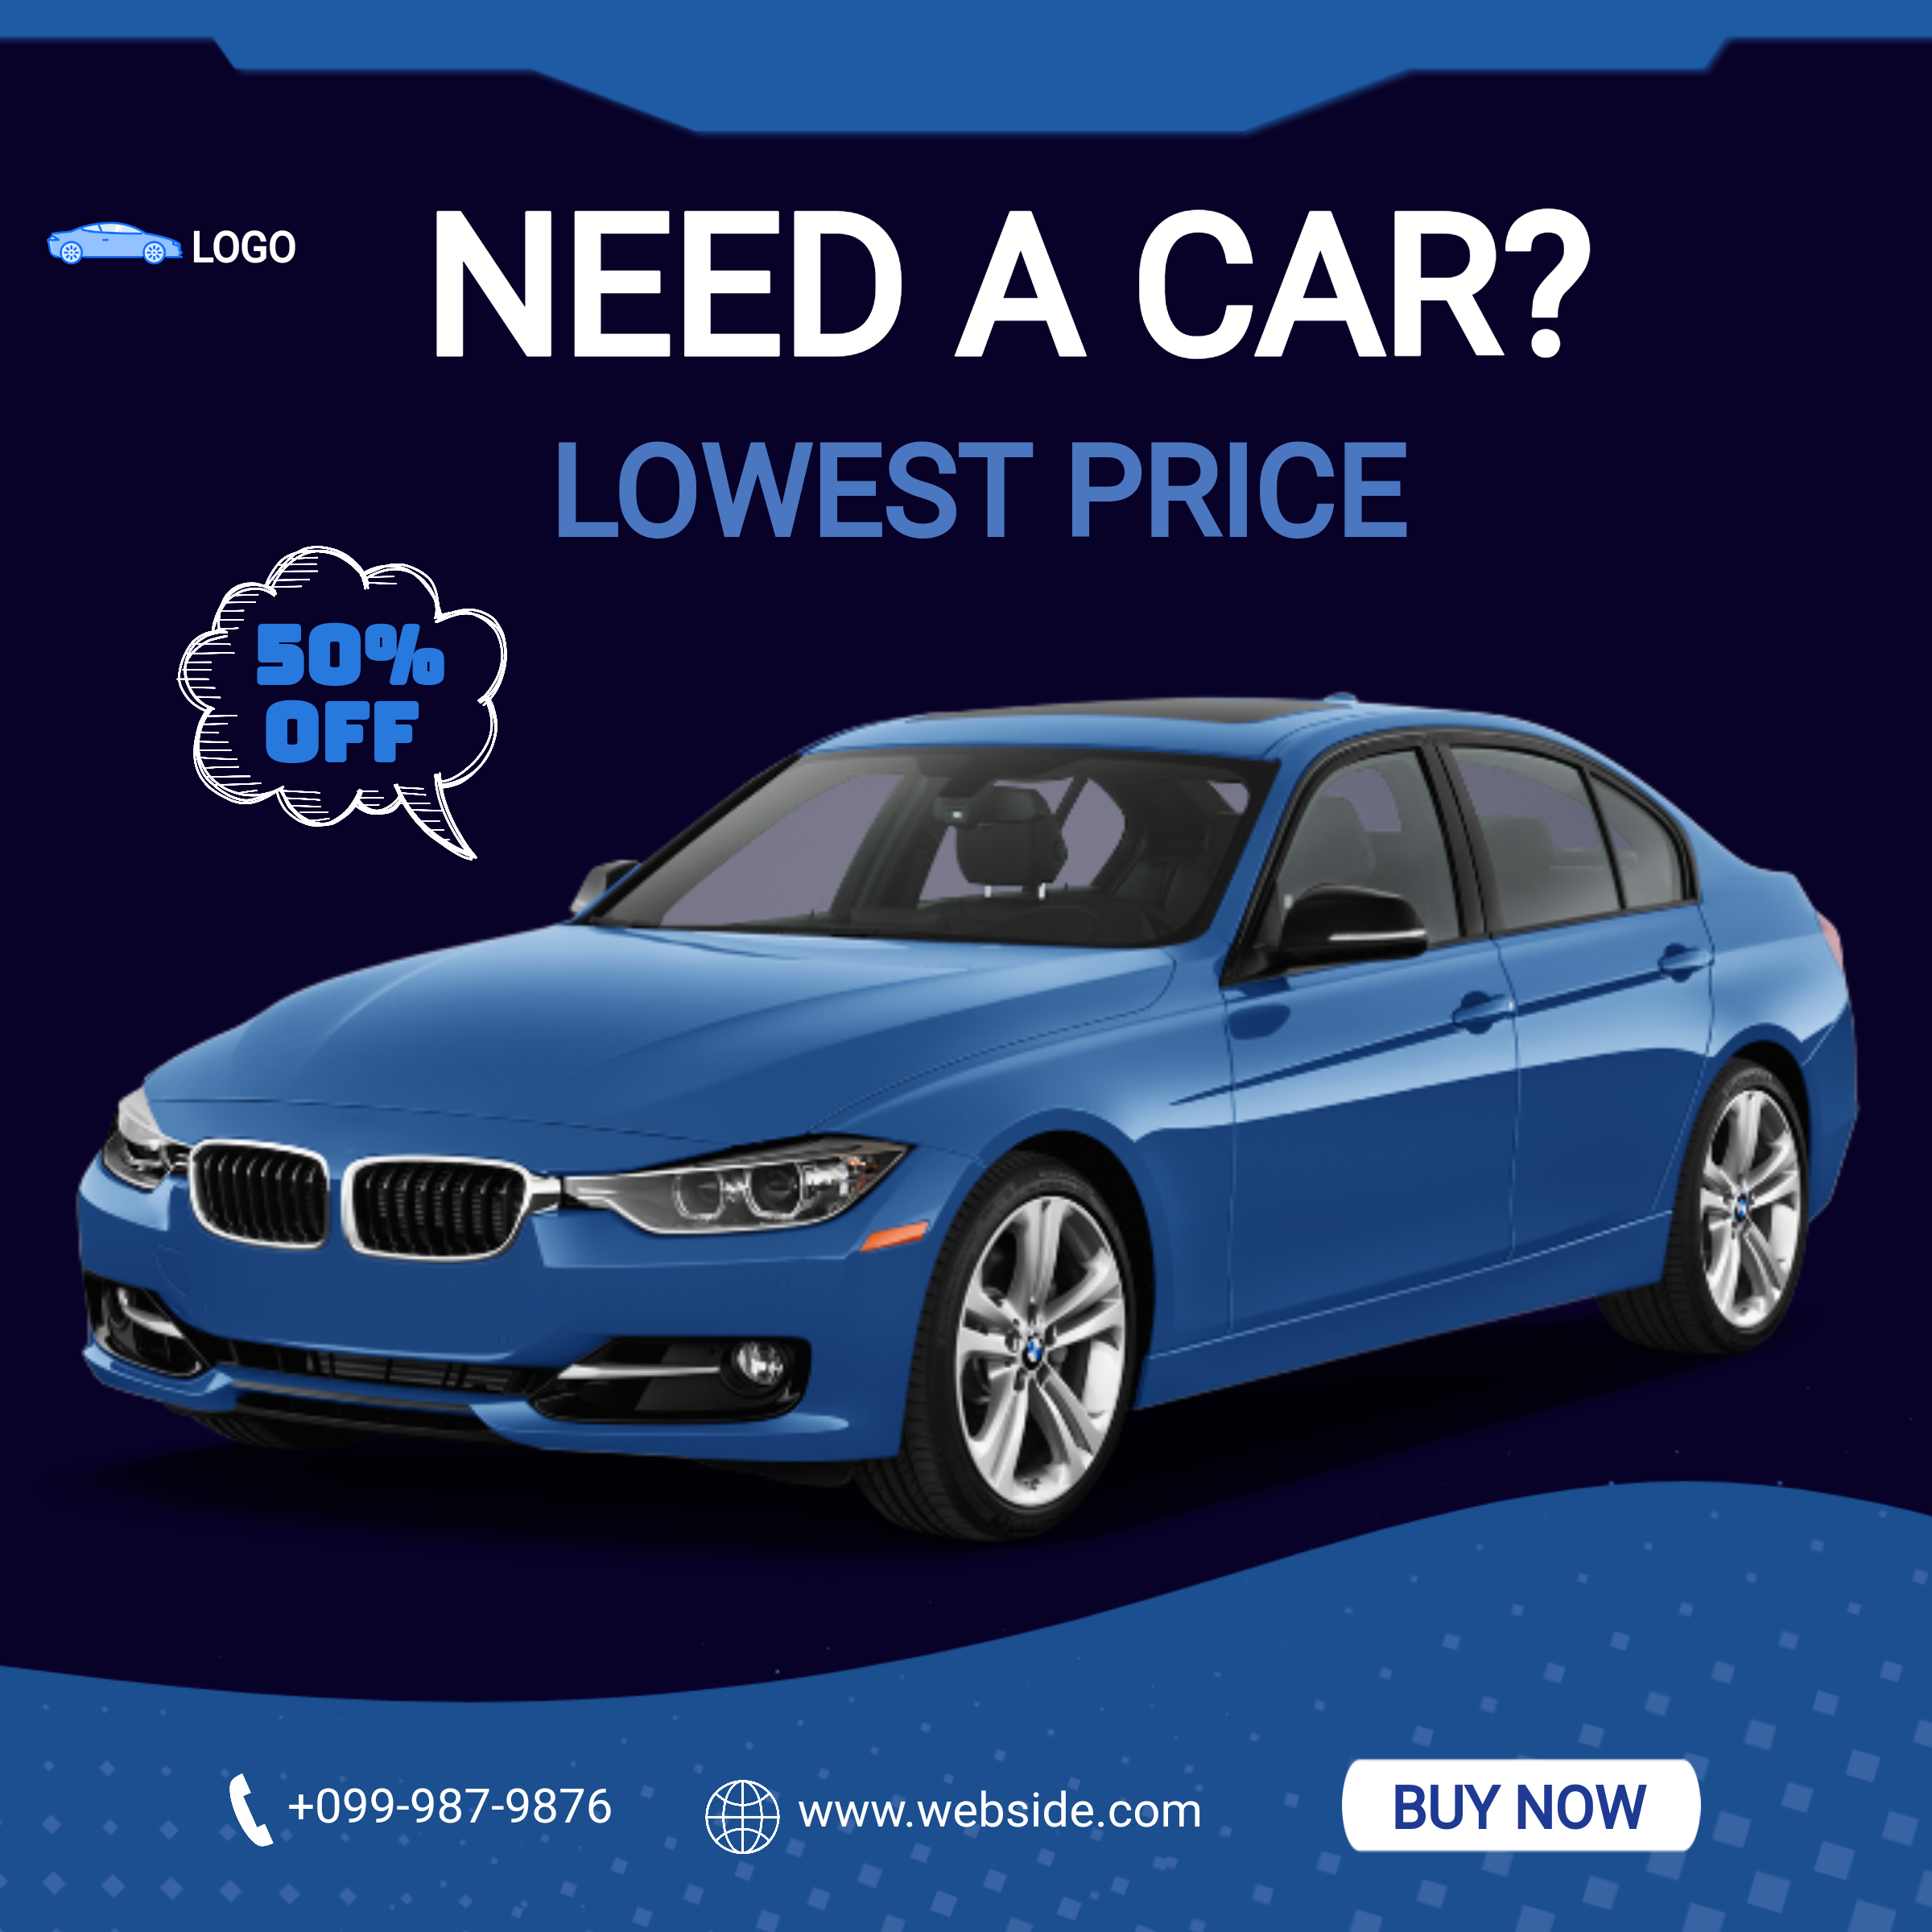 LOGO
NEED A CAR?
LOWEST PRICE
50%
OFF
+099-987-9876
www.webside.com
BUY NOW